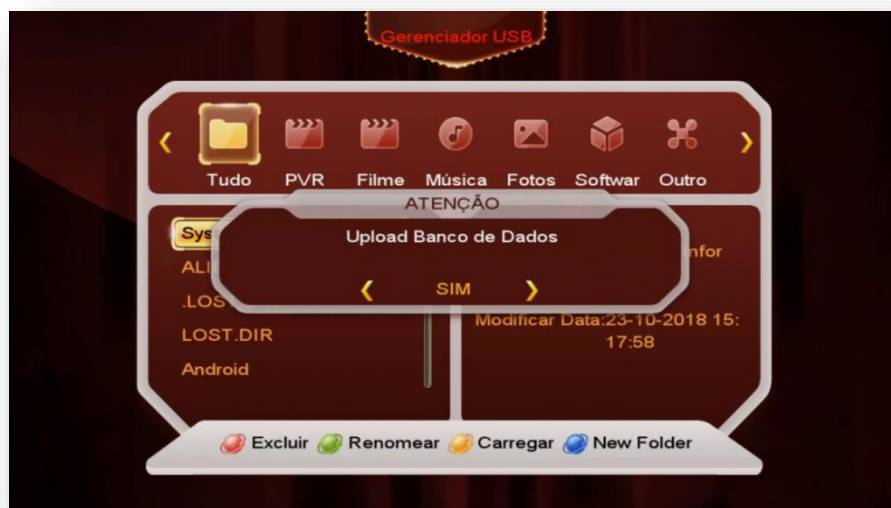 Gerenciador USB
Tudo PVR Filme Música Fotos Softwar Outro
ATENÇÃO
Upload Banco de Dados
SIM
LOST.DIR
Android
Modificar Data:23-10-2018 15:
17:58
Excluir Renomear Carregar New Folder